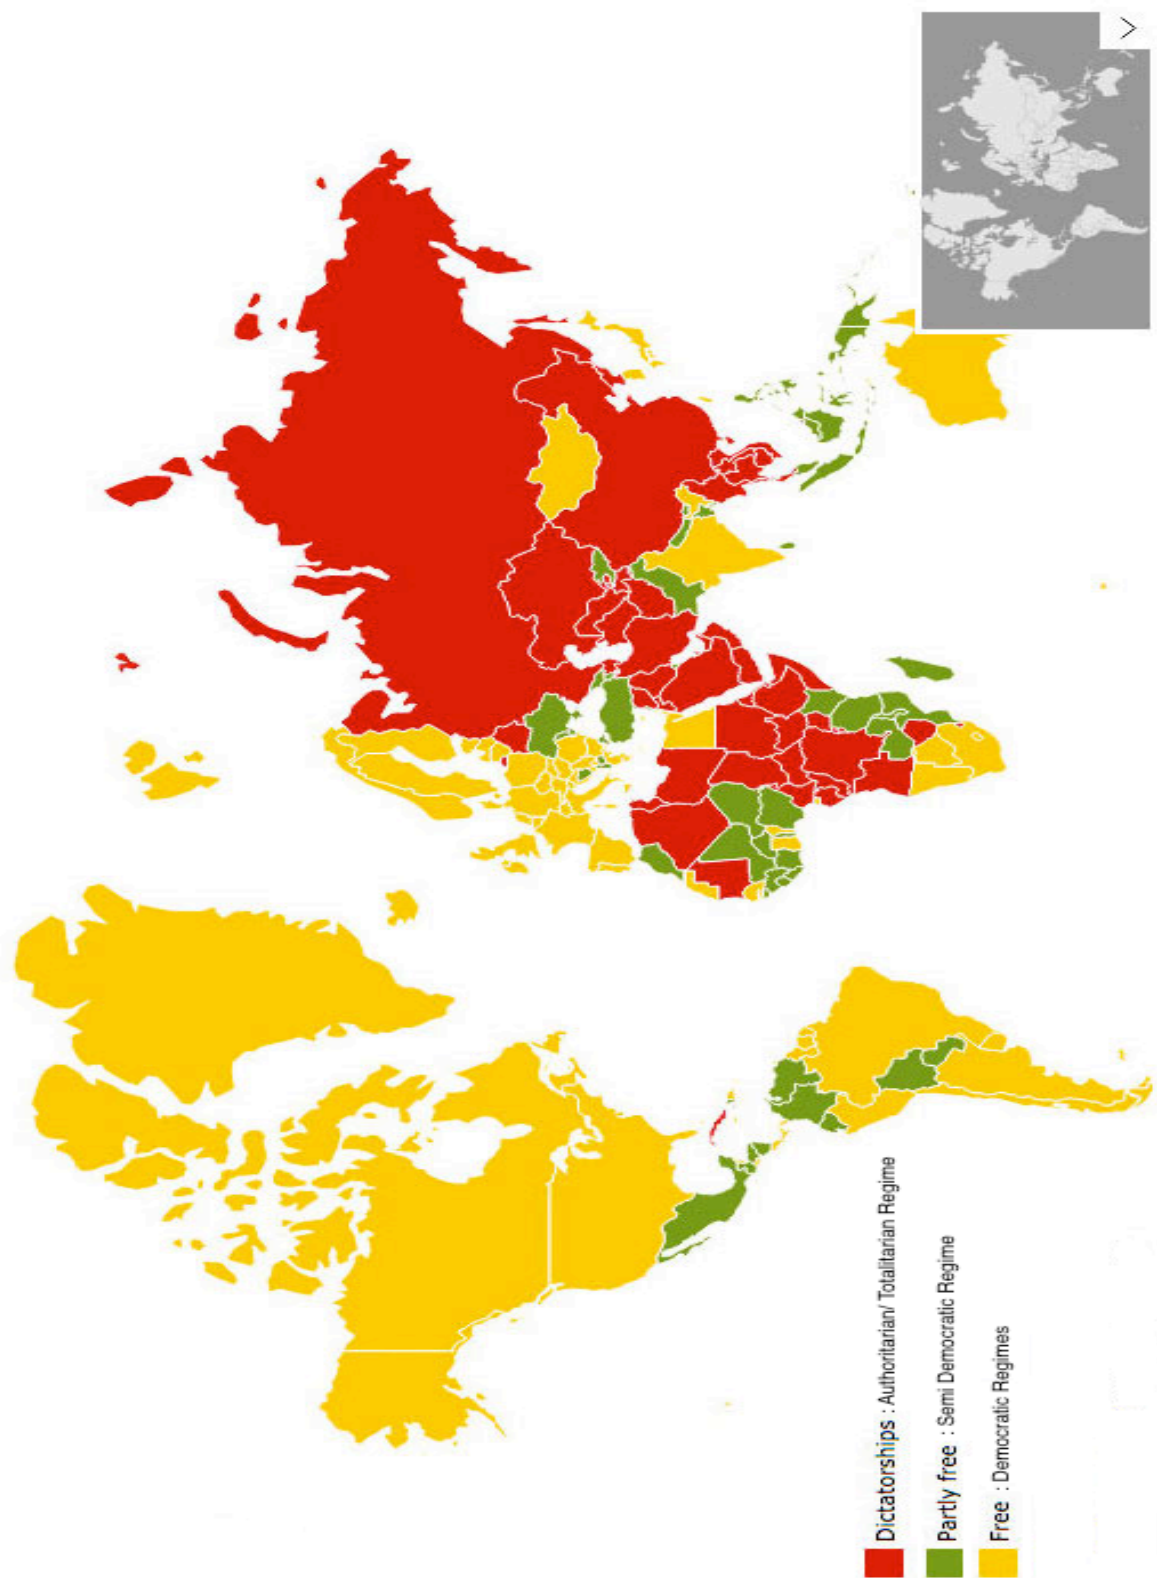 Dictatorships : Authoritarian/ Totalitarian Regime
Partly free : Semi Democratic Regime
Free : Democratic Regimes